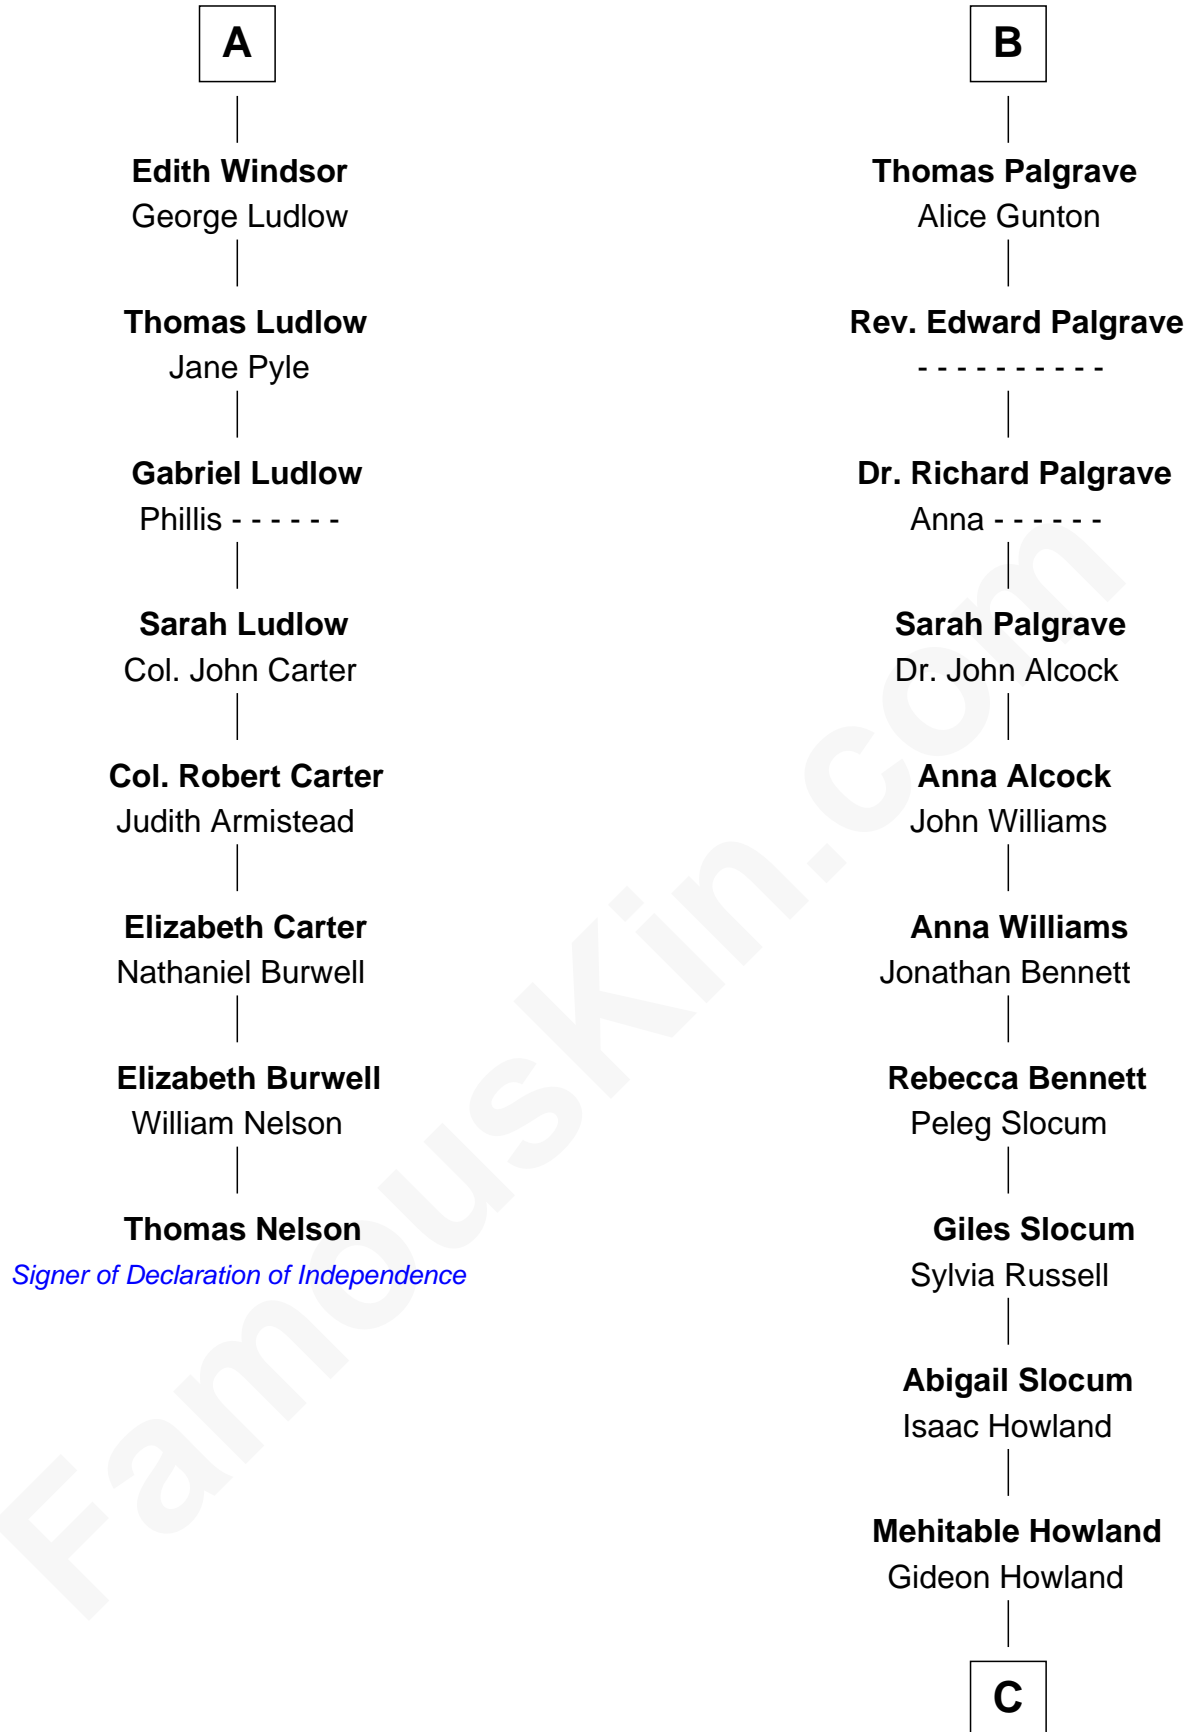 A
Edith Windsor
George Ludlow
Thomas Ludlow
Jane Pyle
Gabriel Ludlow
Phillis - - - - - -
Sarah Ludlow
Col. John Carter
Col. Robert Carter
Judith Armistead
Elizabeth Carter
Nathaniel Burwell
Elizabeth Burwell
William Nelson
Thomas Nelson
Signer of Declaration of Independence
B
Thomas Palgrave
Alice Gunton
Rev. Edward Palgrave
- - - - - - - - - -
Dr. Richard Palgrave
Anna - - - - - -
Sarah Palgrave
Dr. John Alcock
Anna Alcock
John Williams
Anna Williams
Jonathan Bennett
Rebecca Bennett
Peleg Slocum
Giles Slocum
Sylvia Russell
Abigail Slocum
Isaac Howland
Mehitable Howland
Gideon Howland
C
FamousKin.com